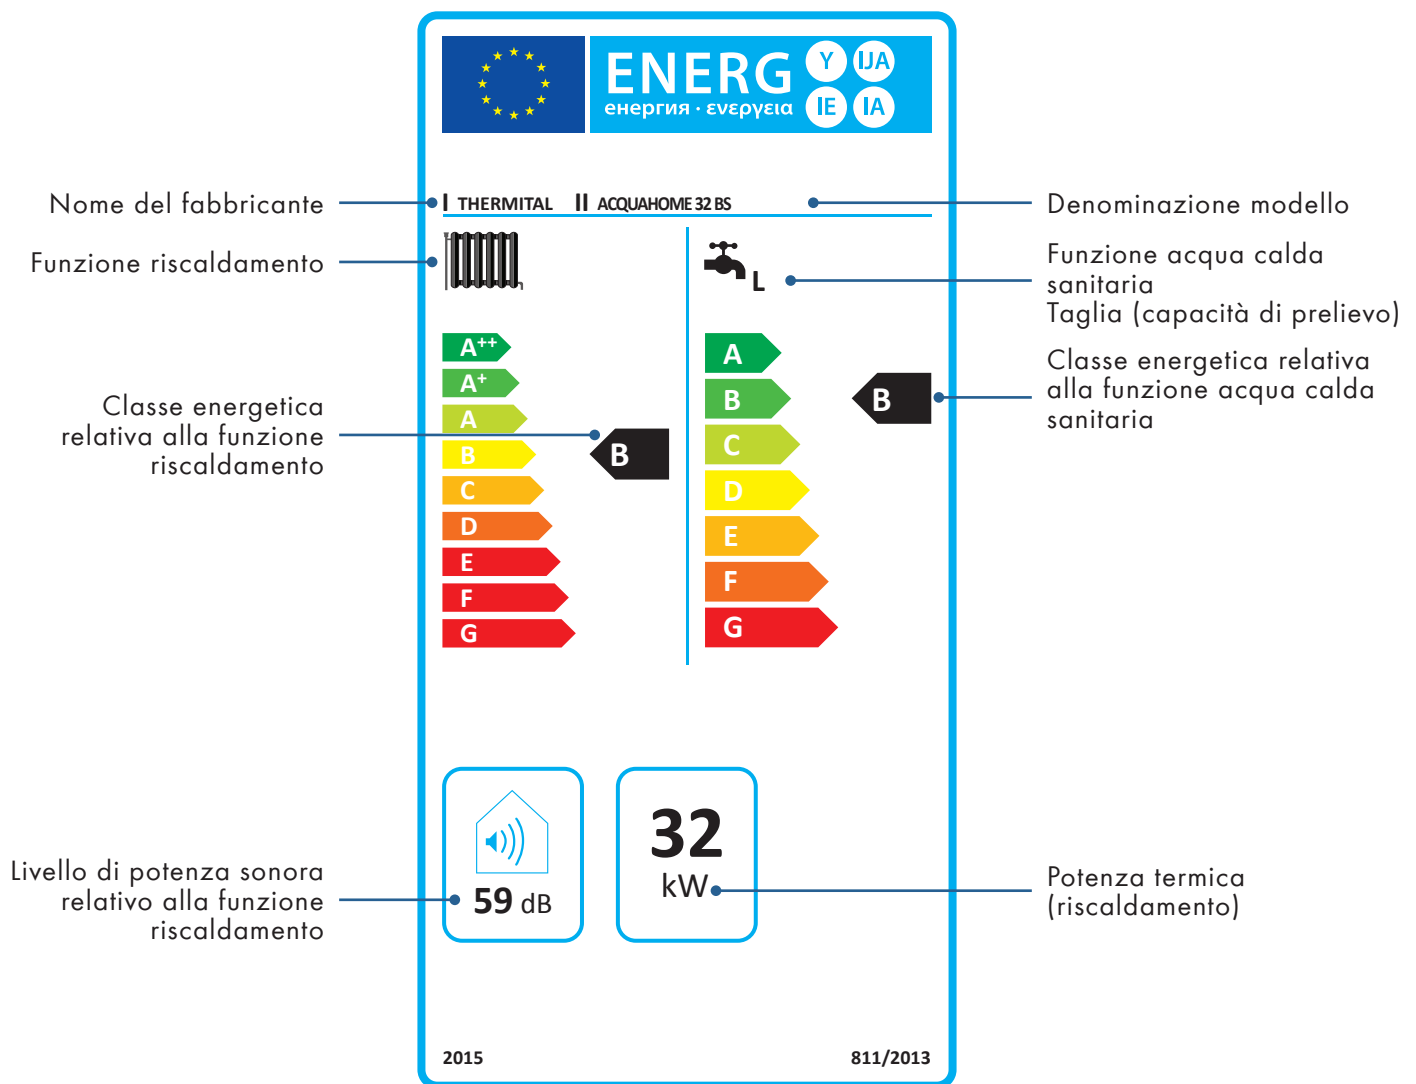 ENERG Y IJA
енергия · ενεργεια IE IA
Nome del fabbricante
I THERMITAL II ACQUAHOME 32 BS
Denominazione modello
Funzione riscaldamento
L
Funzione acqua calda
sanitaria
Taglia (capacità di prelievo)
Classe energetica
relativa alla funzione
riscaldamento
A++
A+
A
B
C
D
E
F
G
B
A
B
C
D
E
F
G
B
Classe energetica relativa
alla funzione acqua calda
sanitaria
Livello di potenza sonora
relativo alla funzione
riscaldamento
59 dB
32
kW
Potenza termica
(riscaldamento)
2015
811/2013